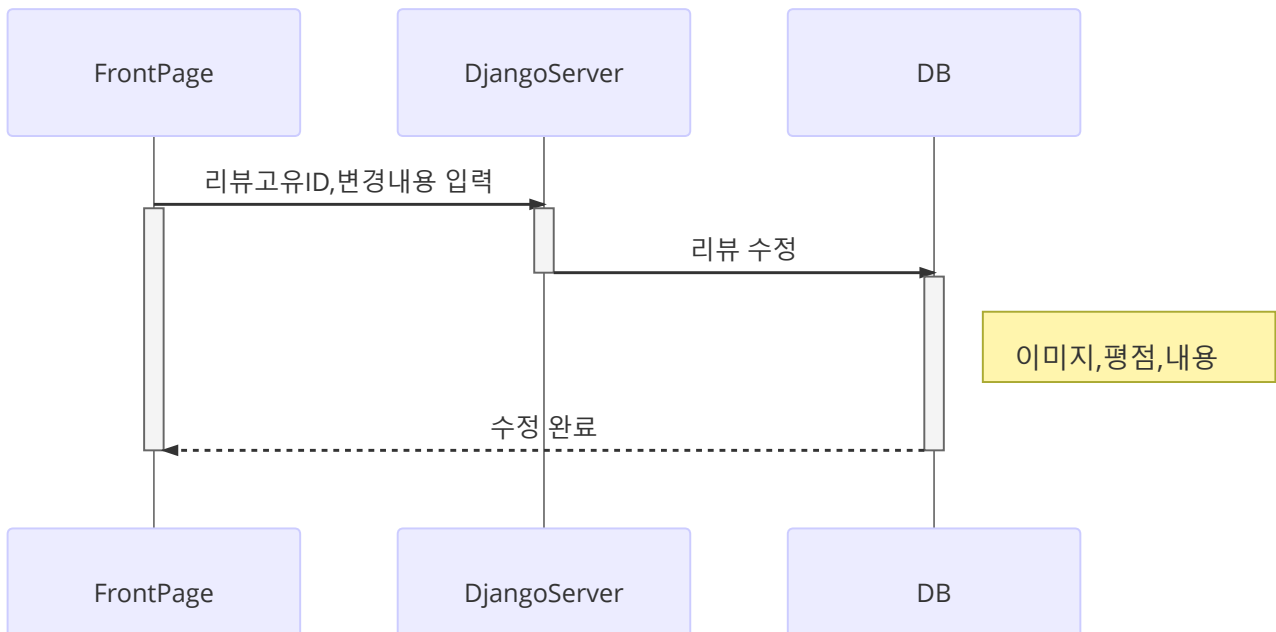 FrontPage
DjangoServer
DB
리뷰고유ID,변경내용 입력
리뷰 수정
이미지,평점,내용
수정 완료
FrontPage
DjangoServer
DB